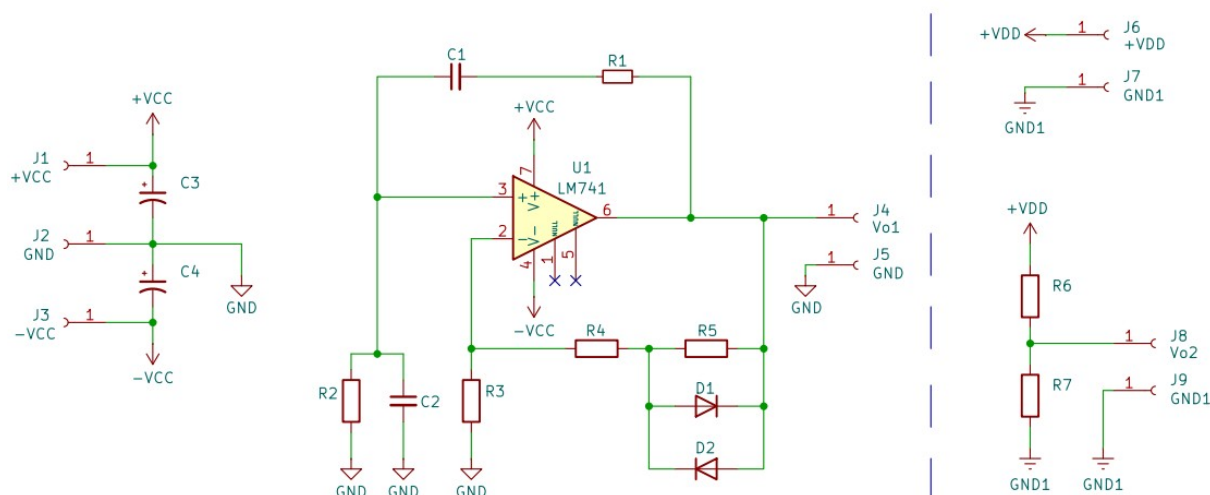 +VCC
J1
+VCC
1
C3
J2
GND
1
C4
GND
J3
-VCC
1
-VCC
C1
R1
+VCC
7
U1
LM741
3
+
V+
6
2
-
V-
NULL
NULL
4
1
5
-VCC
1
J4
Vo1
1
J5
GND
GND
R4
R5
R2
C2
R3
D1
D2
GND
GND
GND
+VDD
1
J6
+VDD
1
J7
GND1
GND1
+VDD
R6
1
J8
Vo2
R7
1
J9
GND1
GND1
GND1